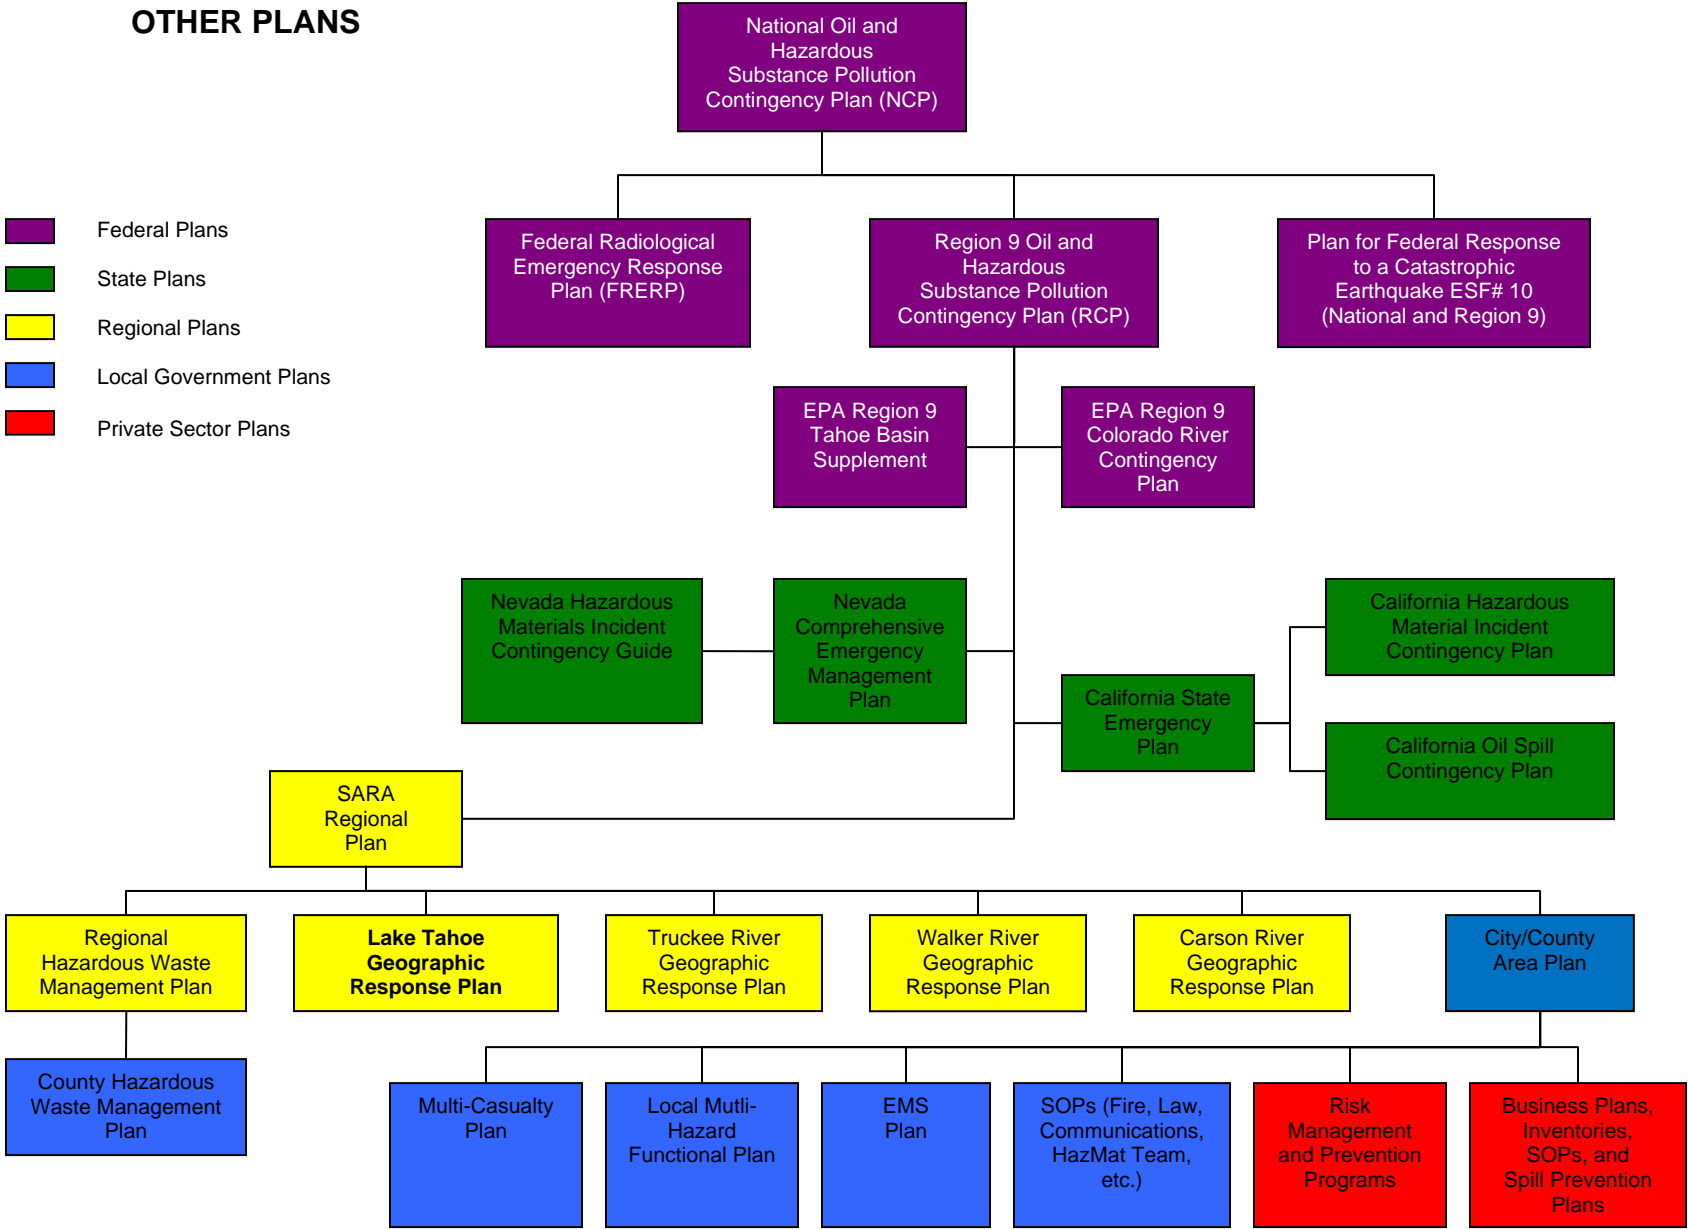 OTHER PLANS
National Oil and
Hazardous
Substance Pollution
Contingency Plan (NCP)
Federal Plans
State Plans
Regional Plans
Local Government Plans
Private Sector Plans
Federal Radiological
Emergency Response
Plan (FRERP)
Region 9 Oil and
Hazardous
Substance Pollution
Contingency Plan (RCP)
Plan for Federal Response
to a Catastrophic
Earthquake ESF# 10
(National and Region 9)
EPA Region 9
Tahoe Basin
Supplement
EPA Region 9
Colorado River
Contingency
Plan
Nevada Hazardous
Materials Incident
Contingency Guide
Nevada
Comprehensive
Emergency
Management
Plan
California State
Emergency
Plan
California Hazardous
Material Incident
Contingency Plan
California Oil Spill
Contingency Plan
SARA
Regional
Plan
Regional
Hazardous Waste
Management Plan
Lake Tahoe
Geographic
Response Plan
Truckee River
Geographic
Response Plan
Walker River
Geographic
Response Plan
Carson River
Geographic
Response Plan
City/County
Area Plan
County Hazardous
Waste Management
Plan
Multi-Casualty
Plan
Local Mutli-
Hazard
Functional Plan
EMS
Plan
SOPs (Fire, Law,
Communications,
HazMat Team,
etc.)
Risk
Management
and Prevention
Programs
Business Plans,
Inventories,
SOPs, and
Spill Prevention
Plans